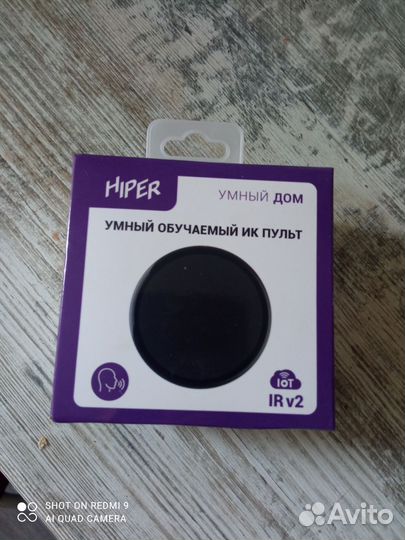 HIPER
УМНЫЙ ДОМ
УМНЫЙ ОБУЧАЕМЫЙ ИК ПУЛЬТ
IoT
IR v2
SHOT ON REDMI 9
AI QUAD CAMERA
Avito